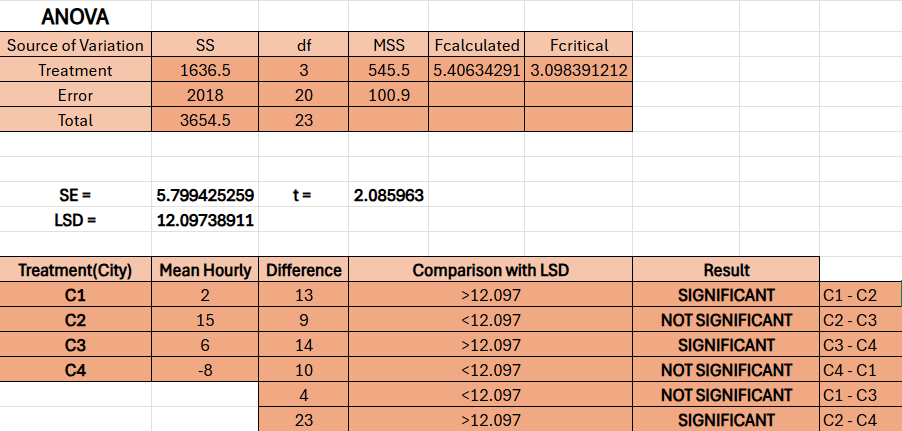 ANOVA
Source of Variation SS df MSS Fcalculated Fcritical
Treatment 1636.5 3 545.5 5.40634291 3.098391212
Error 2018 20 100.9
Total 3654.5 23
SE = 5.799425259 t = 2.085963
LSD = 12.09738911
Treatment(City) Mean Hourly Difference Comparison with LSD Result
C1 2 13 >12.097 SIGNIFICANT C1 - C2
C2 15 9 <12.097 NOT SIGNIFICANT C2 - C3
C3 6 14 >12.097 SIGNIFICANT C3 - C4
C4 -8 10 <12.097 NOT SIGNIFICANT C4 - C1
4 <12.097 NOT SIGNIFICANT C1 - C3
23 >12.097 SIGNIFICANT C2 - C4